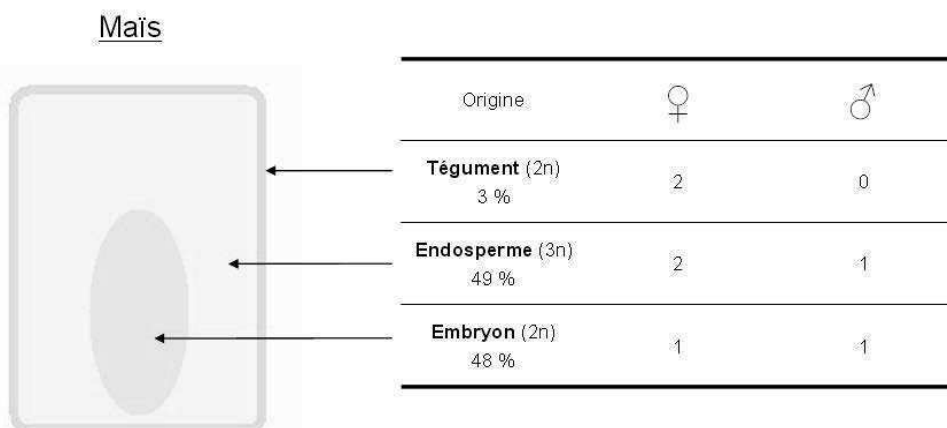 Maïs
Origine ♀ ♂
Tégument (2n) 2 0
3 %
Endosperme (3n) 2 1
49 %
Embryon (2n) 1 1
48 %